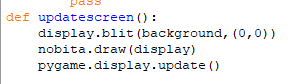 pass
def updatescreen():
    display.blit(background,(0,0))
    nobita.draw(display)
    pygame.display.update()